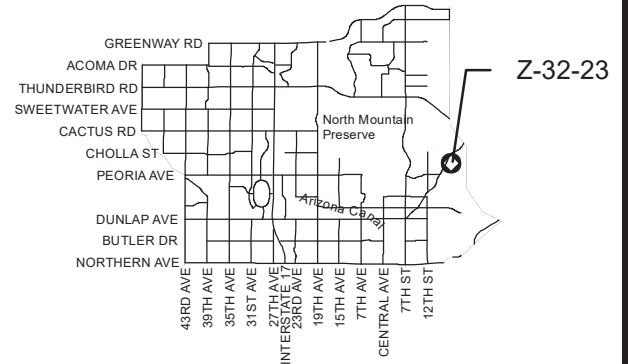 Z-32-23
GREENWAY RD
ACOMA DR
THUNDERBIRD RD
SWEETWATER AVE
CACTUS RD
CHOLLA ST
PEORIA AVE
DUNLAP AVE
BUTLER DR
NORTHERN AVE
North Mountain
Preserve
Arizona Canal
43RD AVE
39TH AVE
35TH AVE
31ST AVE
27TH AVE
INTERSTATE 17
23RD AVE
19TH AVE
15TH AVE
7TH AVE
CENTRAL AVE
7TH ST
12TH ST